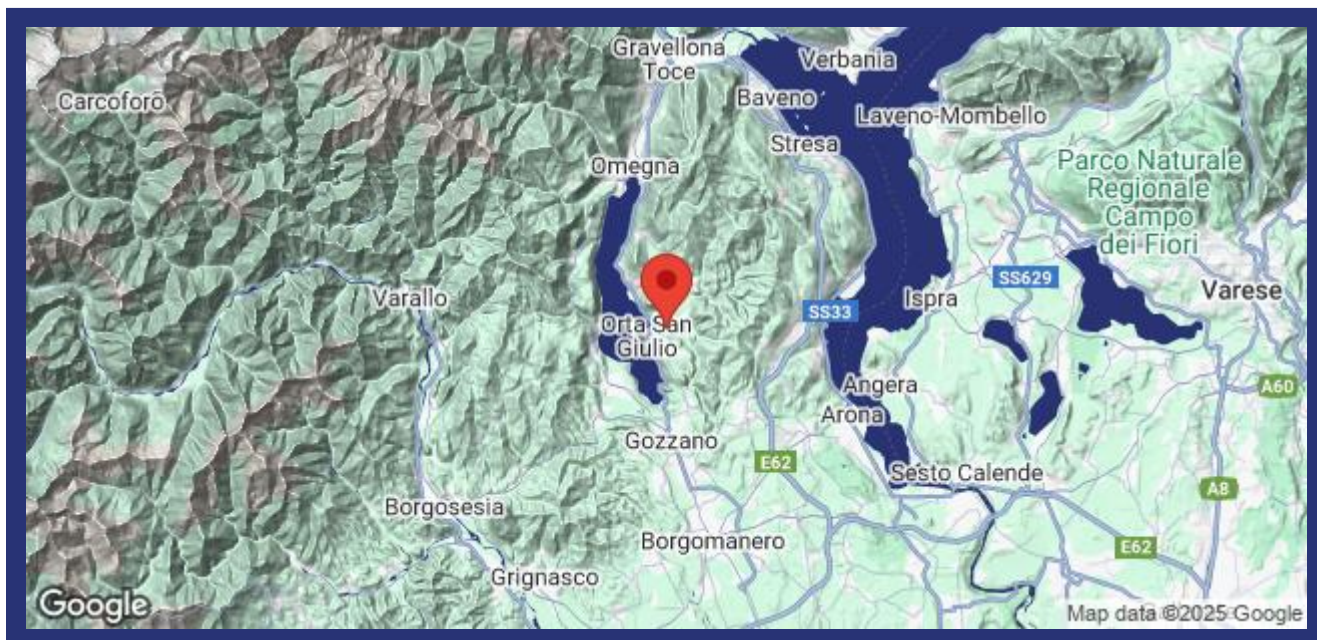 Gravellona
Toce
Verbania
Carcoforo
Baveno
Laveno-Mombello
Stresa
Omegna
Parco Naturale
Regionale
Campo
dei Fiori
SS629
Varallo
Ispra
Varese
SS33
Orta San
Giulio
Angera
A60
Arona
Gozzano
E62
Sesto Calende
A8
Borgosesia
Borgomanero
E62
Grignasco
Google
Map data ©2025 Google